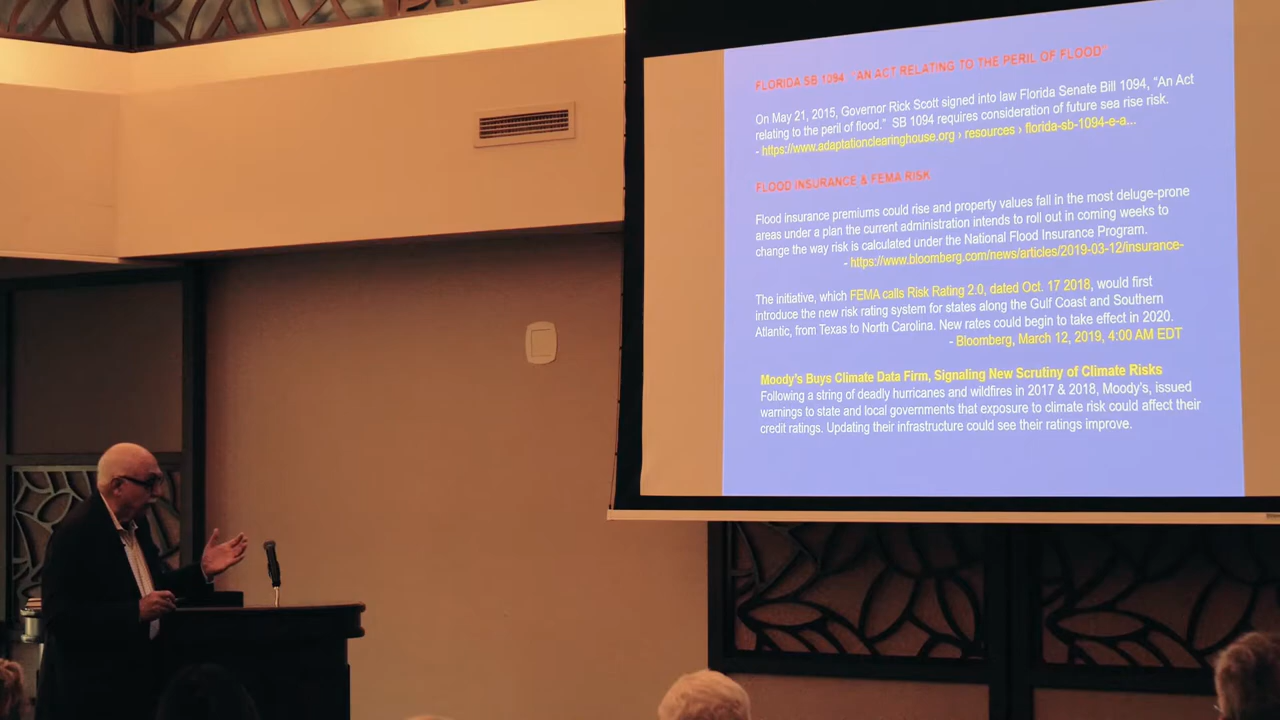 FLORIDA SB 1094 "AN ACT RELATING TO THE PERIL OF FLOOD"
On May 21, 2015, Governor Rick Scott signed into law Florida Senate Bill 1094, “An Act
relating to the peril of flood.” SB 1094 requires consideration of future sea rise risk.
- https://www.adaptationclearinghouse.org › resources › florida-sb-1094-e-a...
FLOOD INSURANCE & FEMA RISK
Flood insurance premiums could rise and property values fall in the most deluge-prone
areas under a plan the current administration intends to roll out in coming weeks to
change the way risk is calculated under the National Flood Insurance Program.
- https://www.bloomberg.com/news/articles/2019-03-12/insurance-
The initiative, which FEMA calls Risk Rating 2.0, dated Oct. 17 2018, would first
introduce the new risk rating system for states along the Gulf Coast and Southern
Atlantic, from Texas to North Carolina. New rates could begin to take effect in 2020.
- Bloomberg, March 12, 2019, 4:00 AM EDT
Moody's Buys Climate Data Firm, Signaling New Scrutiny of Climate Risks
Following a string of deadly hurricanes and wildfires in 2017 & 2018, Moody's, issued
warnings to state and local governments that exposure to climate risk could affect their
credit ratings. Updating their infrastructure could see their ratings improve.